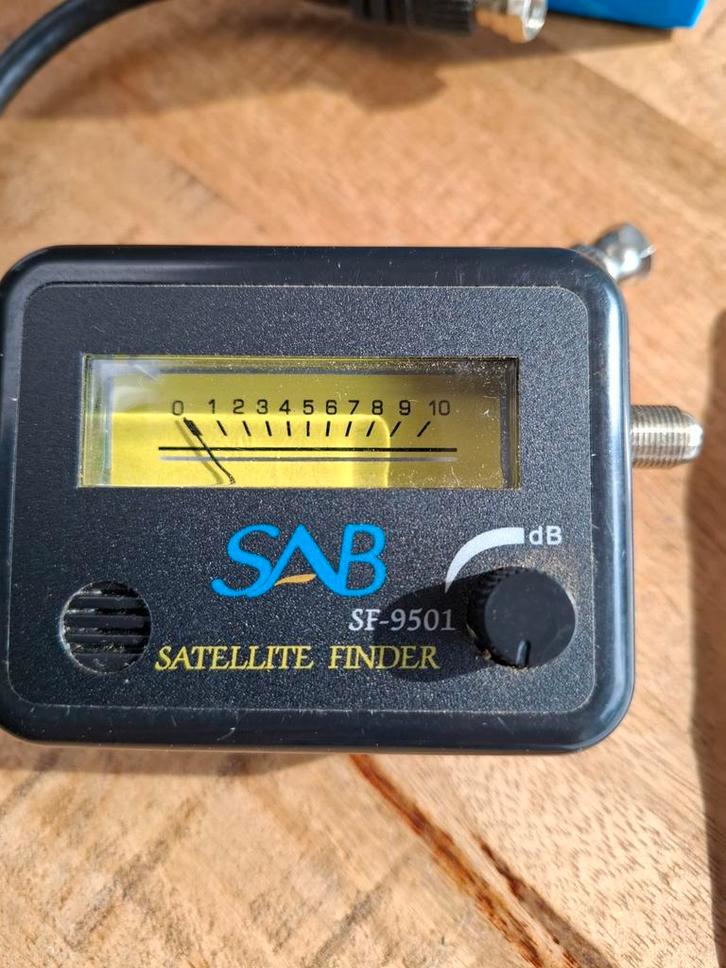 0 1 2 3 4 5 6 7 8 9 10
dB
SAB
SF-9501
SATELLITE FINDER